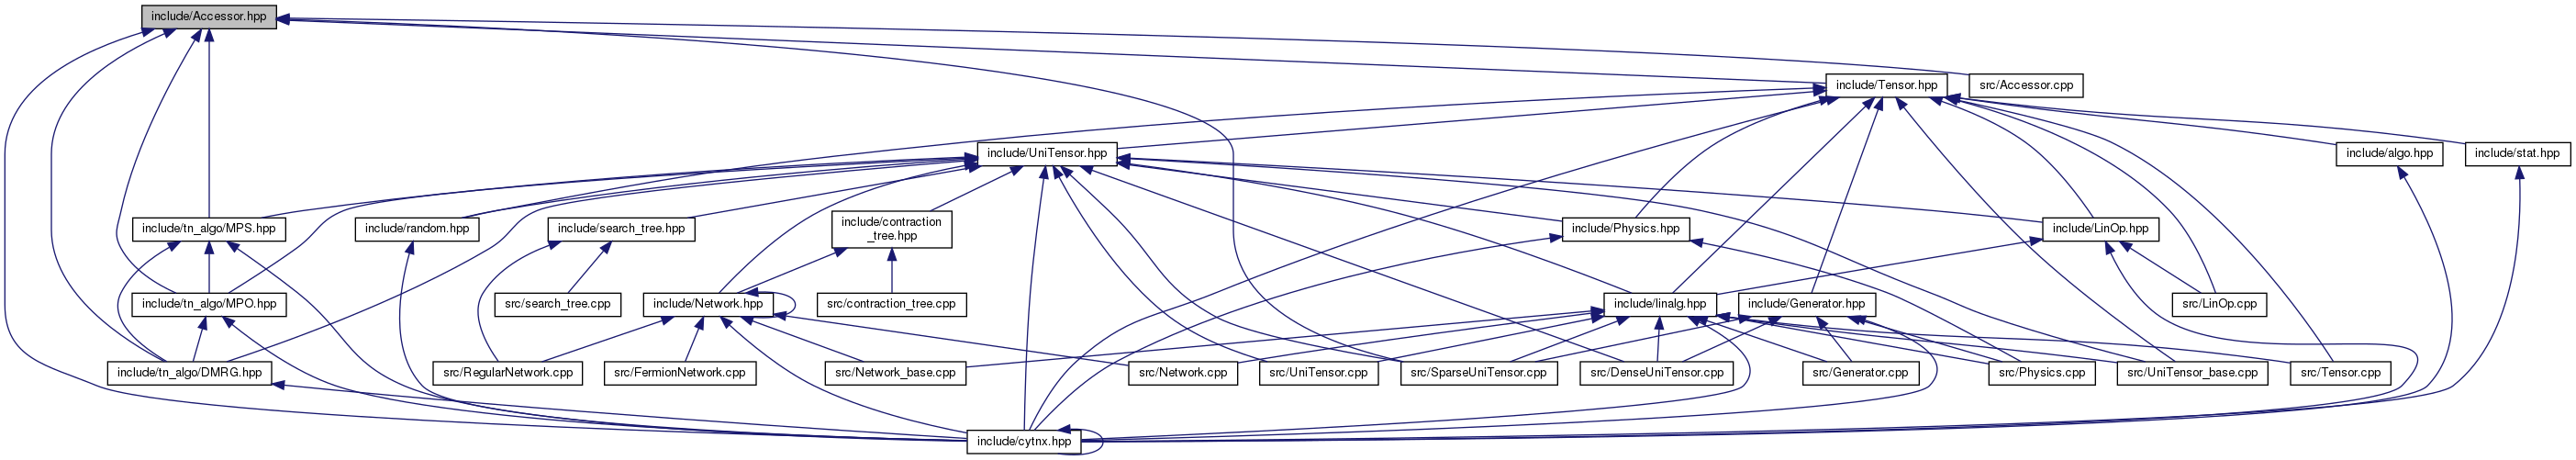 include/Accessor.hpp
include/Tensor.hpp
src/Accessor.cpp
include/UniTensor.hpp
include/algo.hpp
include/stat.hpp
include/tn_algo/MPS.hpp
include/random.hpp
include/search_tree.hpp
include/contraction
_tree.hpp
include/Physics.hpp
include/LinOp.hpp
include/tn_algo/MPO.hpp
src/search_tree.cpp
include/Network.hpp
src/contraction_tree.cpp
include/linalg.hpp
include/Generator.hpp
src/LinOp.cpp
include/tn_algo/DMRG.hpp
src/RegularNetwork.cpp
src/FermionNetwork.cpp
src/Network_base.cpp
src/Network.cpp
src/UniTensor.cpp
src/SparseUniTensor.cpp
src/DenseUniTensor.cpp
src/Generator.cpp
src/Physics.cpp
src/UniTensor_base.cpp
src/Tensor.cpp
include/cytnx.hpp